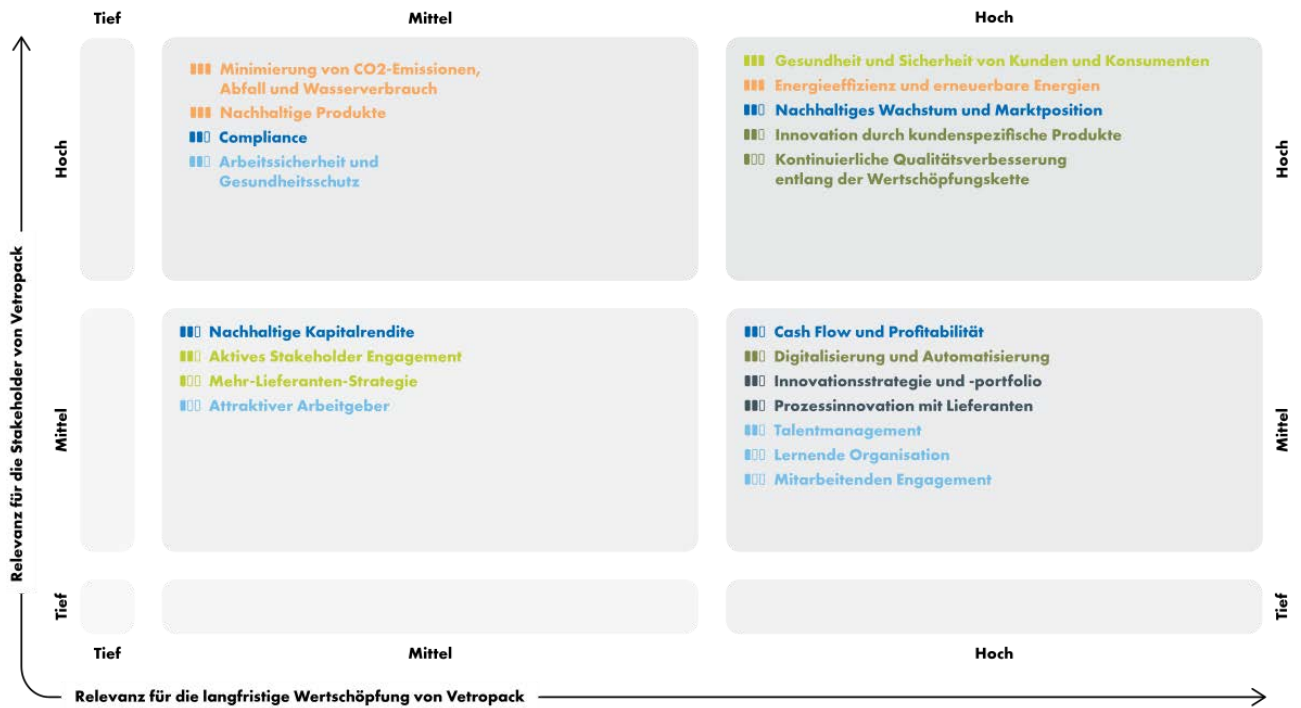 Tief
Mittel
Hoch
Hoch
Minimierung von CO2-Emissionen,
Abfall und Wasserverbrauch
Nachhaltige Produkte
Compliance
Arbeitssicherheit und
Gesundheitsschutz
Gesundheit und Sicherheit von Kunden und Konsumenten
Energieeffizienz und erneuerbare Energien
Nachhaltiges Wachstum und Marktposition
Innovation durch kundenspezifische Produkte
Kontinuierliche Qualitätsverbesserung
entlang der Wertschöpfungskette
Hoch
Relevanz für die Stakeholder von Vetropack
Mittel
Nachhaltige Kapitalrendite
Aktives Stakeholder Engagement
Mehr-Lieferanten-Strategie
Attraktiver Arbeitgeber
Cash Flow und Profitabilität
Digitalisierung und Automatisierung
Innovationsstrategie und -portfolio
Prozessinnovation mit Lieferanten
Talentmanagement
Lernende Organisation
Mitarbeitenden Engagement
Mittel
Tief
Tief
Tief
Mittel
Hoch
Relevanz für die langfristige Wertschöpfung von Vetropack